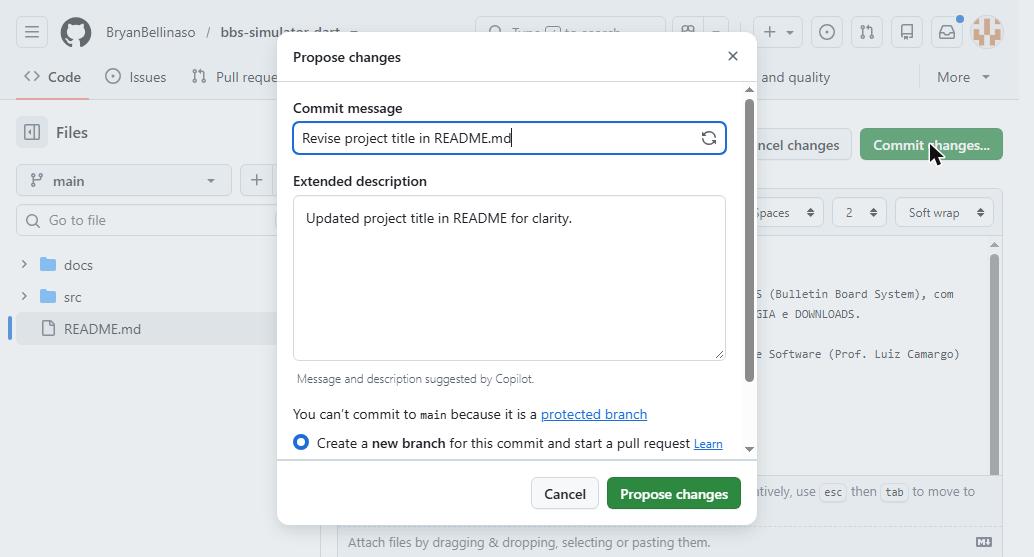 BryanBellinaso / bbs-simulator-dart
Type / to search
Code
Issues
Pull
and quality
More
Files
main
Go to file
docs
src
README.md
changes
Commit changes...
2
Soft wrap
(Bulletin Board System), com
e DOWNLOADS.
e Software (Prof. Luiz Camargo)
use esc then tab to move to
Attach files by dragging & dropping, selecting or pasting them.
Propose changes
Commit message
Revise project title in README.md
Extended description
Updated project title in README for clarity.
Message and description suggested by Copilot.
You can't commit to main because it is a protected branch
Create a new branch for this commit and start a pull request Learn
Cancel
Propose changes